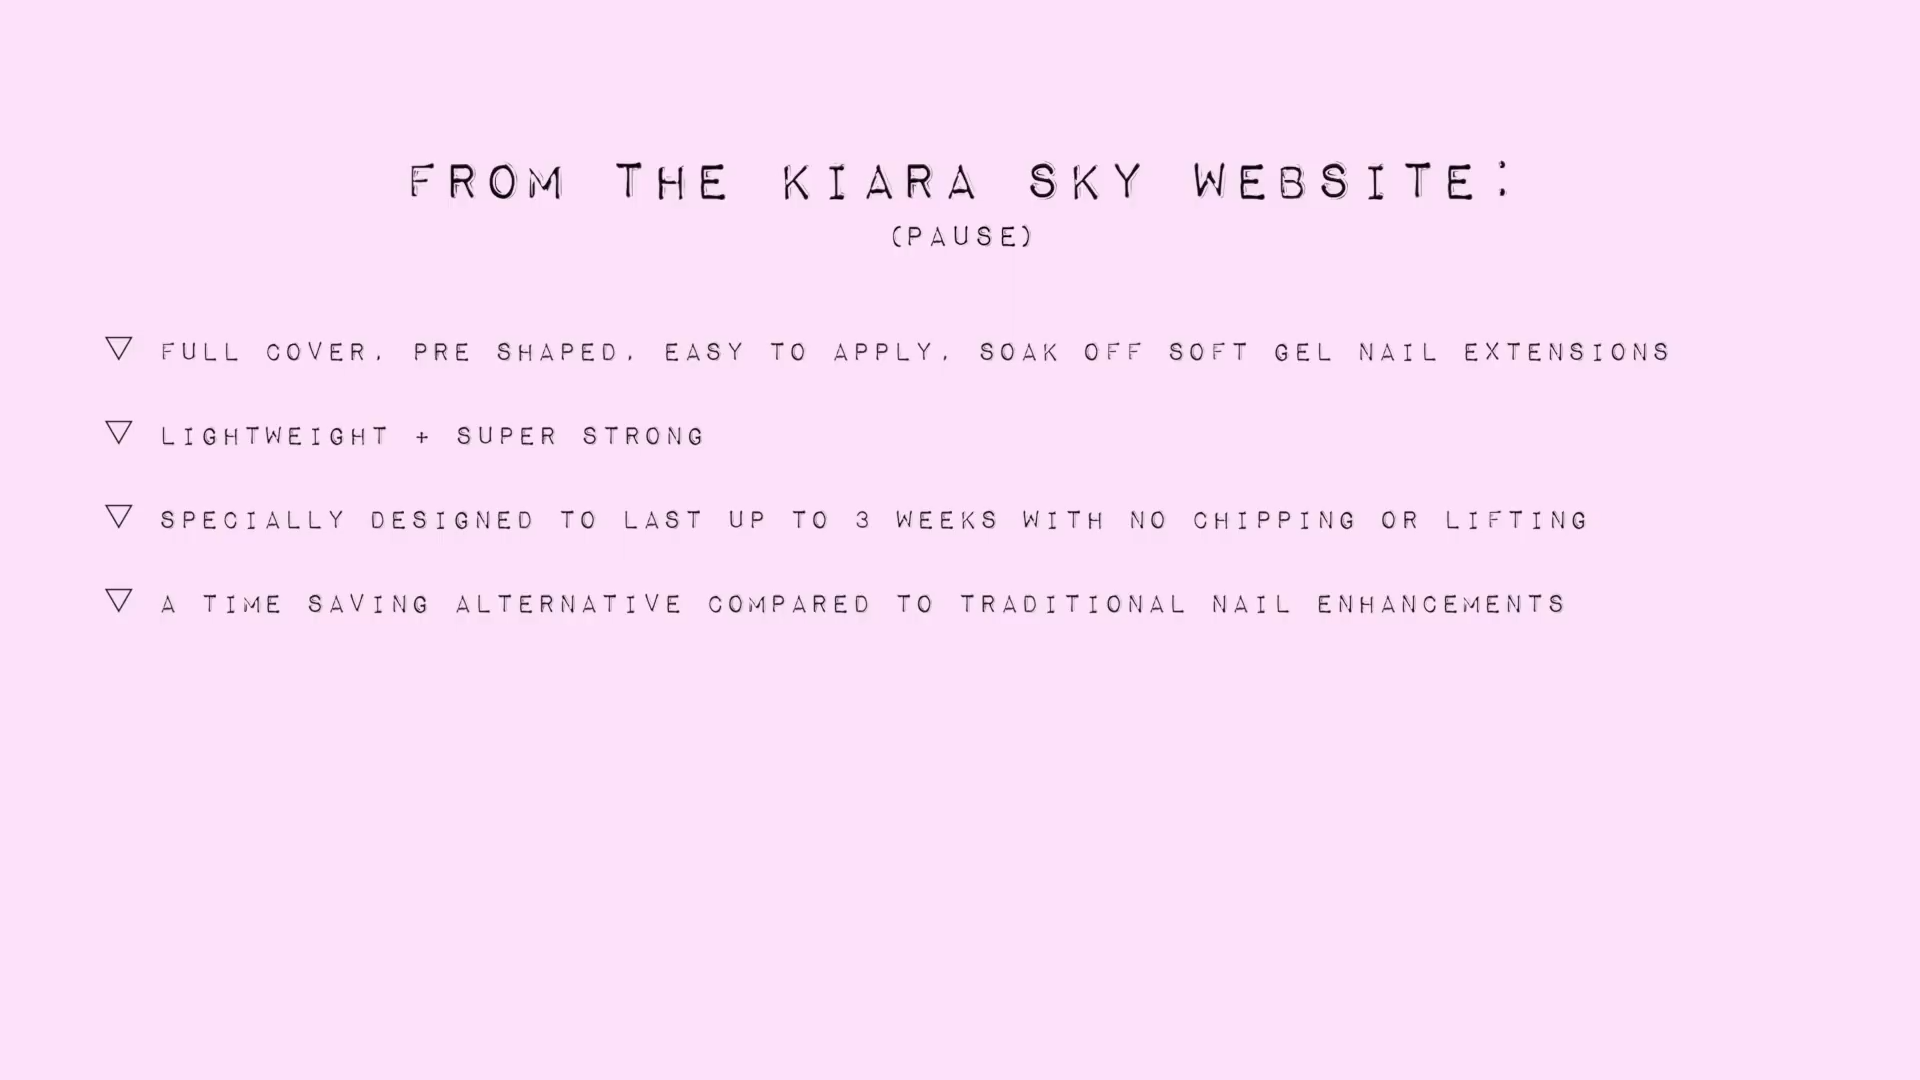 FROM THE KIARA SKY WEBSITE:
(PAUSE)
▽ FULL COVER, PRE SHAPED, EASY TO APPLY, SOAK OFF SOFT GEL NAIL EXTENSIONS
▽ LIGHTWEIGHT + SUPER STRONG
▽ SPECIALLY DESIGNED TO LAST UP TO 3 WEEKS WITH NO CHIPPING OR LIFTING
▽ A TIME SAVING ALTERNATIVE COMPARED TO TRADITIONAL NAIL ENHANCEMENTS